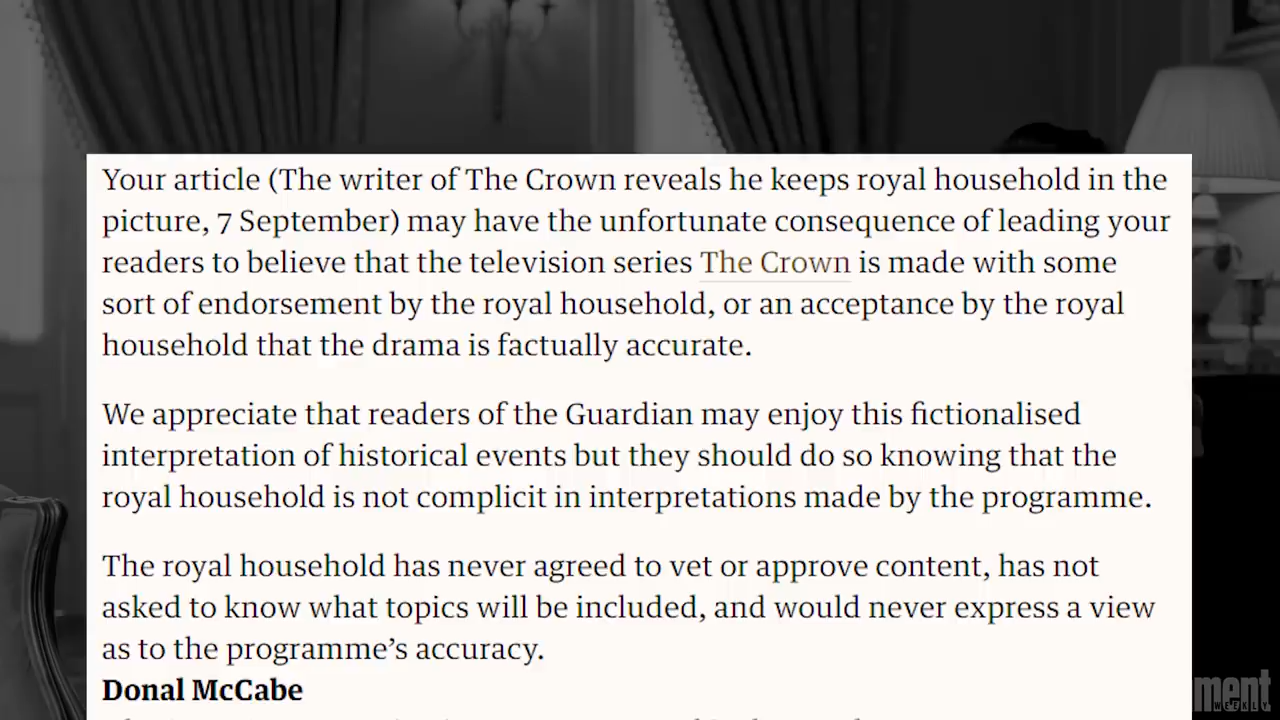 Your article (The writer of The Crown reveals he keeps royal household in the
picture, 7 September) may have the unfortunate consequence of leading your
readers to believe that the television series The Crown is made with some
sort of endorsement by the royal household, or an acceptance by the royal
household that the drama is factually accurate.
We appreciate that readers of the Guardian may enjoy this fictionalised
interpretation of historical events but they should do so knowing that the
royal household is not complicit in interpretations made by the programme.
The royal household has never agreed to vet or approve content, has not
asked to know what topics will be included, and would never express a view
as to the programme’s accuracy.
Donal McCabe
ment
WEEKLY